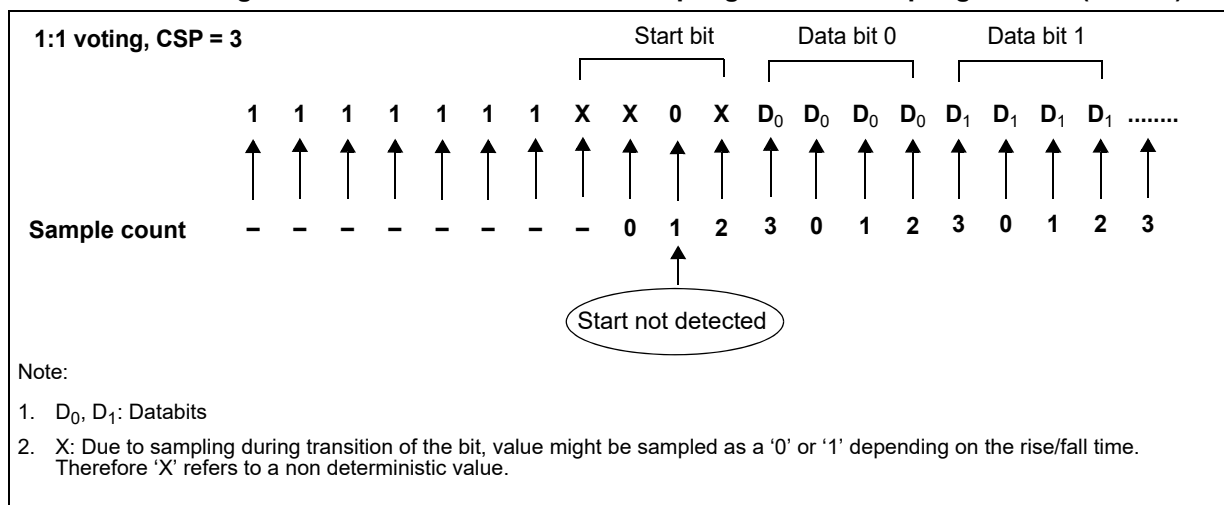 1:1 voting, CSP = 3
Start bit Data bit 0 Data bit 1
1 1 1 1 1 1 1 X X 0 X D₀ D₀ D₀ D₀ D₁ D₁ D₁ D₁ ........
Sample count – – – – – – – – 0 1 2 3 0 1 2 3 0 1 2 3
Start not detected
Note:
1. D₀, D₁: Databits
2. X: Due to sampling during transition of the bit, value might be sampled as a ‘0’ or ‘1’ depending on the rise/fall time.
Therefore ‘X’ refers to a non deterministic value.